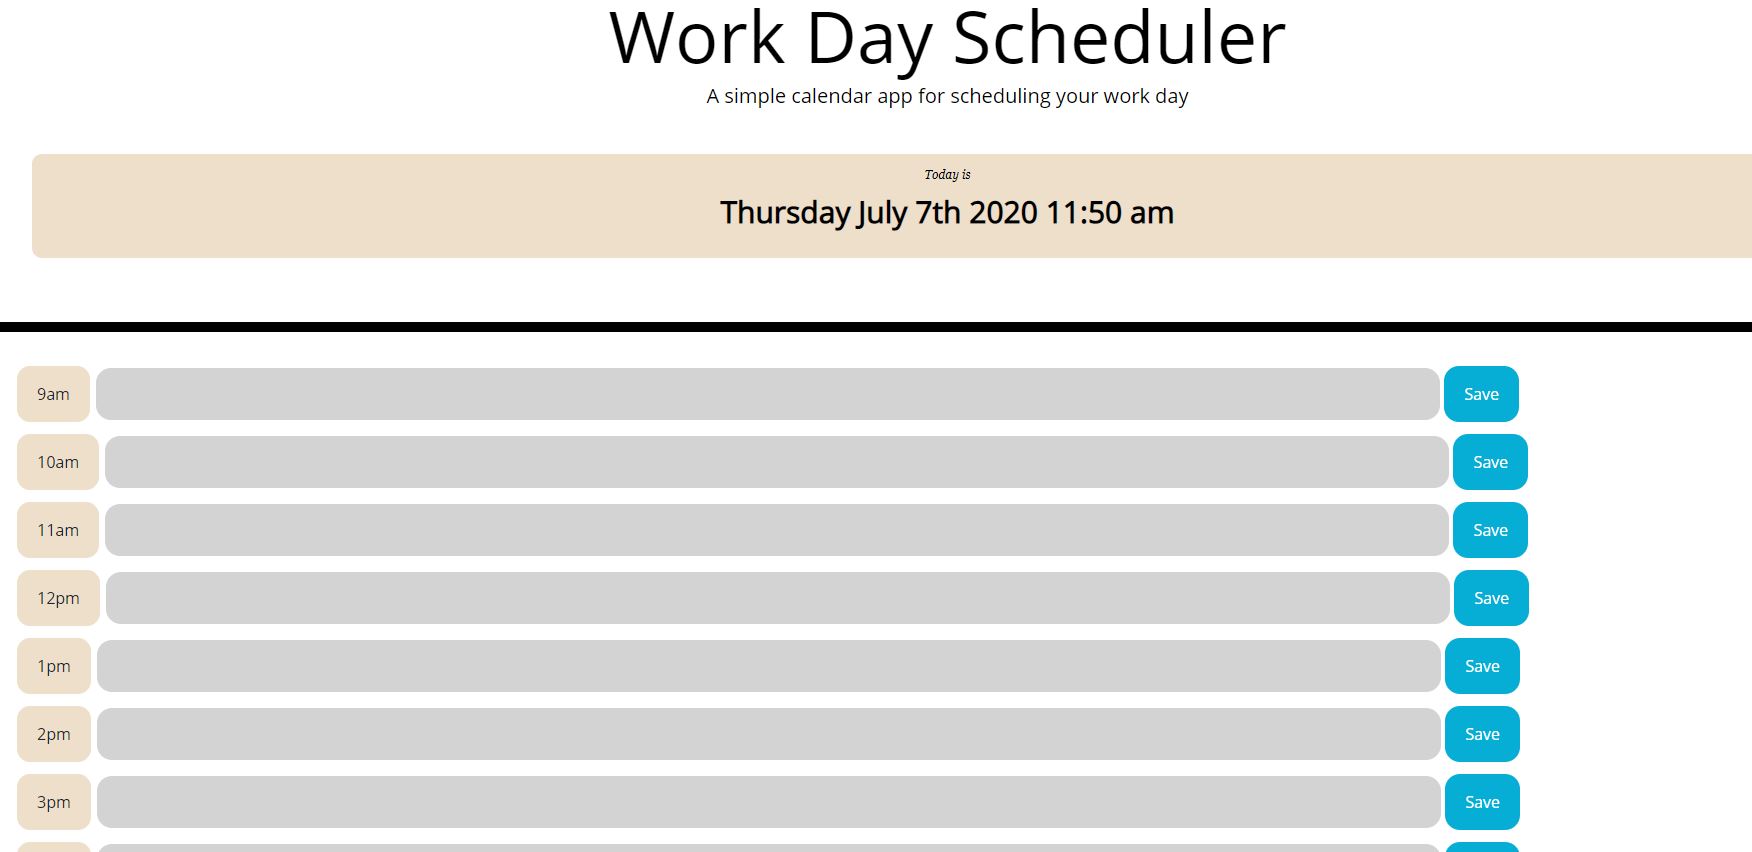 Work Day Scheduler
A simple calendar app for scheduling your work day
Today is
Thursday July 7th 2020 11:50 am
9am Save
10am Save
11am Save
12pm Save
1pm Save
2pm Save
3pm Save